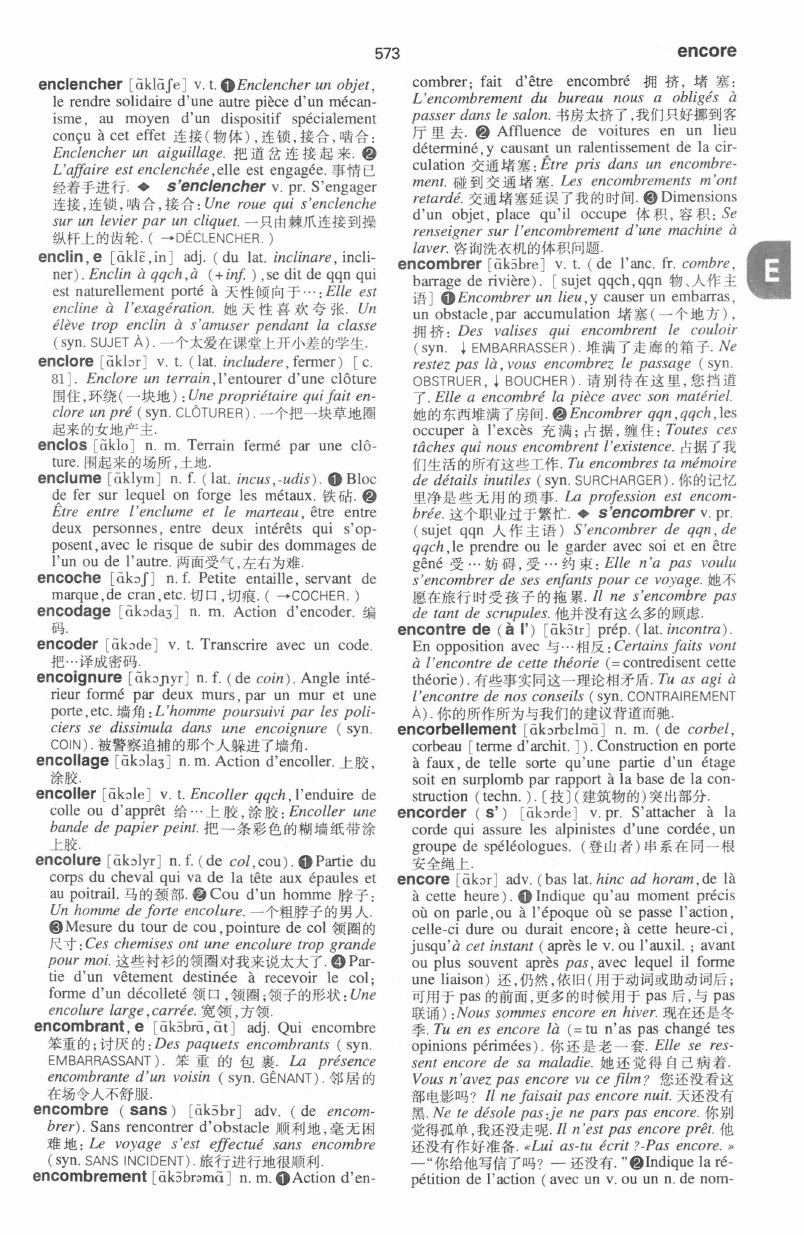 573
encore
enclencher [ɑ̃klɑ̃ʃe] v. t. ❶Enclencher un objet,
le rendre solidaire d'une autre pièce d'un mécan-
isme, au moyen d'un dispositif spécialement
conçu à cet effet 连接(物体),连锁,接合,啮合:
Enclencher un aiguillage. 把道岔连接起来. ❷
L'affaire est enclenchée,elle est engagée. 事情已
经着手进行. ◆ s'enclencher v. pr. S'engager
连接,连锁,啮合,接合:Une roue qui s'enclenche
sur un levier par un cliquet. 一只由棘爪连接到操
纵杆上的齿轮. ( →DÉCLENCHER. )
enclin, e [ɑ̃klɛ̃,in] adj. ( du lat. inclinare, incli-
ner). Enclin à qqch,à (+inf. ) ,se dit de qqn qui
est naturellement porté à 天性倾向于…:Elle est
encline à l'exagération. 她天性喜欢夸张. Un
élève trop enclin à s'amuser pendant la classe
(syn. SUJET À). 一个太爱在课堂上开小差的学生.
enclore [ɑ̃klɔr] v. t. ( lat. includere,fermer) [ c.
81]. Enclore un terrain,l'entourer d'une clôture
围住,环绕(一块地):Une propriétaire qui fait en-
clore un pré ( syn. CLÔTURER). 一个把一块草地圈
起来的女地产主.
enclos [ɑ̃klo] n. m. Terrain fermé par une clô-
ture. 围起来的场所,土地.
enclume [ɑ̃klym] n. f. ( lat. incus,-udis). ❶ Bloc
de fer sur lequel on forge les métaux. 铁砧. ❷
Être entre l'enclume et le marteau, être entre
deux personnes, entre deux intérêts qui s'op-
posent,avec le risque de subir des dommages de
l'un ou de l'autre. 两面受气,左右为难.
encoche [ɑ̃kɔʃ] n. f. Petite entaille, servant de
marque,de cran,etc. 切口,切痕. ( →COCHER. )
encodage [ɑ̃kɔdaʒ] n. m. Action d'encoder. 编
码.
encoder [ɑ̃kɔde] v. t. Transcrire avec un code.
把…译成密码.
encoignure [ɑ̃kɔɲyr] n. f. ( de coin). Angle inté-
rieur formé par deux murs, par un mur et une
porte,etc. 墙角:L'homme poursuivi par les poli-
ciers se dissimula dans une encoignure ( syn.
COIN). 被警察追捕的那个人躲进了墙角.
encollage [ɑ̃kɔlaʒ] n. m. Action d'encoller. 上胶,
涂胶.
encoller [ɑ̃kɔle] v. t. Encoller qqch,l'enduire de
colle ou d'apprêt 给…上胶,涂胶:Encoller une
bande de papier peint. 把一条彩色的糊墙纸带涂
上胶.
encolure [ɑ̃kɔlyr] n. f. ( de col,cou). ❶Partie du
corps du cheval qui va de la tête aux épaules et
au poitrail. 马的颈部. ❷Cou d'un homme 脖子:
Un homme de forte encolure. 一个粗脖子的男人.
❸Mesure du tour de cou,pointure de col 领圈的
尺寸:Ces chemises ont une encolure trop grande
pour moi. 这些衬衫的领圈对我来说太大了. ❹Par-
tie d'un vêtement destinée à recevoir le col;
forme d'un décolleté 领口,领圈;领子的形状:Une
encolure large,carrée. 宽领,方领.
encombrant, e [ɑ̃kɔ̃brɑ̃,ɑ̃t] adj. Qui encombre
笨重的;讨厌的:Des paquets encombrants ( syn.
EMBARRASSANT). 笨重的包裹. La présence
encombrante d'un voisin ( syn. GÊNANT). 邻居的
在场令人不舒服.
encombre ( sans ) [ɑ̃kɔ̃br] adv. ( de encom-
brer). Sans rencontrer d'obstacle 顺利地,毫无困
难地: Le voyage s'est effectué sans encombre
(syn. SANS INCIDENT). 旅行进行地很顺利.
encombrement [ɑ̃kɔ̃brəmɑ̃] n. m. ❶Action d'en-
combrer; fait d'être encombré 拥挤, 堵塞:
L'encombrement du bureau nous a obligés à
passer dans le salon. 书房太挤了,我们只好挪到客
厅里去. ❷ Affluence de voitures en un lieu
déterminé,y causant un ralentissement de la cir-
culation 交通堵塞:Être pris dans un encombre-
ment. 碰到交通堵塞. Les encombrements m'ont
retardé. 交通堵塞延误了我的时间. ❸Dimensions
d'un objet, place qu'il occupe 体积,容积: Se
renseigner sur l'encombrement d'une machine à
laver. 咨询洗衣机的体积问题.
encombrer [ɑ̃kɔ̃bre] v. t. ( de l'anc. fr. combre,
barrage de rivière). [ sujet qqch,qqn 物、人作主
语] ❶Encombrer un lieu,y causer un embarras,
un obstacle,par accumulation 堵塞(一个地方),
拥挤: Des valises qui encombrent le couloir
(syn. ↓EMBARRASSER). 堆满了走廊的箱子. Ne
restez pas là,vous encombrez le passage ( syn.
OBSTRUER, ↓BOUCHER). 请别待在这里,您挡道
了. Elle a encombré la pièce avec son matériel.
她的东西堆满了房间. ❷Encombrer qqn,qqch,les
occuper à l'excès 充满;占据,缠住: Toutes ces
tâches qui nous encombrent l'existence. 占据了我
们生活的所有这些工作. Tu encombres ta mémoire
de détails inutiles (syn. SURCHARGER). 你的记忆
里净是些无用的琐事. La profession est encom-
brée. 这个职业过于繁忙. ◆ s'encombrer v. pr.
( sujet qqn 人作主语) S'encombrer de qqn, de
qqch,le prendre ou le garder avec soi et en être
gêné 受…妨碍,受…约束: Elle n'a pas voulu
s'encombrer de ses enfants pour ce voyage. 她不
愿在旅行时受孩子的拖累. Il ne s'encombre pas
de tant de scrupules. 他并没有这么多的顾虑.
encontre de ( à l') [ɑ̃kɔ̃tr] prép. (lat. incontra).
En opposition avec 与…相反:Certains faits vont
à l'encontre de cette théorie (=contredisent cette
théorie). 有些事实同这一理论相矛盾. Tu as agi à
l'encontre de nos conseils ( syn. CONTRAIREMENT
À). 你的所作所为与我们的建议背道而驰.
encorbellement [ɑ̃kɔrbɛlmɑ̃] n. m. ( de corbel,
corbeau [terme d'archit. ]). Construction en porte
à faux, de telle sorte qu'une partie d'un étage
soit en surplomb par rapport à la base de la con-
struction ( techn. ). 〔技〕(建筑物的)突出部分.
encorder ( s' ) [ɑ̃kɔrde] v. pr. S'attacher à la
corde qui assure les alpinistes d'une cordée, un
groupe de spéléologues. (登山者)串系在同一根
安全绳上.
encore [ɑ̃kɔr] adv. ( bas lat. hinc ad horam,de là
à cette heure). ❶Indique qu'au moment précis
où on parle,ou à l'époque où se passe l'action,
celle-ci dure ou durait encore; à cette heure-ci,
jusqu'à cet instant ( après le v. ou l'auxil. ; avant
ou plus souvent après pas, avec lequel il forme
une liaison) 还,仍然,依旧(用于动词或助动词后;
可用于 pas 的前面,更多的时候用于 pas 后,与 pas
联诵):Nous sommes encore en hiver. 现在还是冬
季. Tu en es encore là (=tu n'as pas changé tes
opinions périmées). 你还是老一套. Elle se res-
sent encore de sa maladie. 她还觉得自己病着.
Vous n'avez pas encore vu ce film? 您还没看这
部电影吗? Il ne faisait pas encore nuit. 天还没有
黑. Ne te désole pas:je ne pars pas encore. 你别
觉得孤单,我还没走呢. Il n'est pas encore prêt. 他
还没有作好准备. «Lui as-tu écrit ?-Pas encore. »
—"你给他写信了吗? — 还没有. "❷Indique la ré-
pétition de l'action ( avec un v. ou un n. de nom-
E